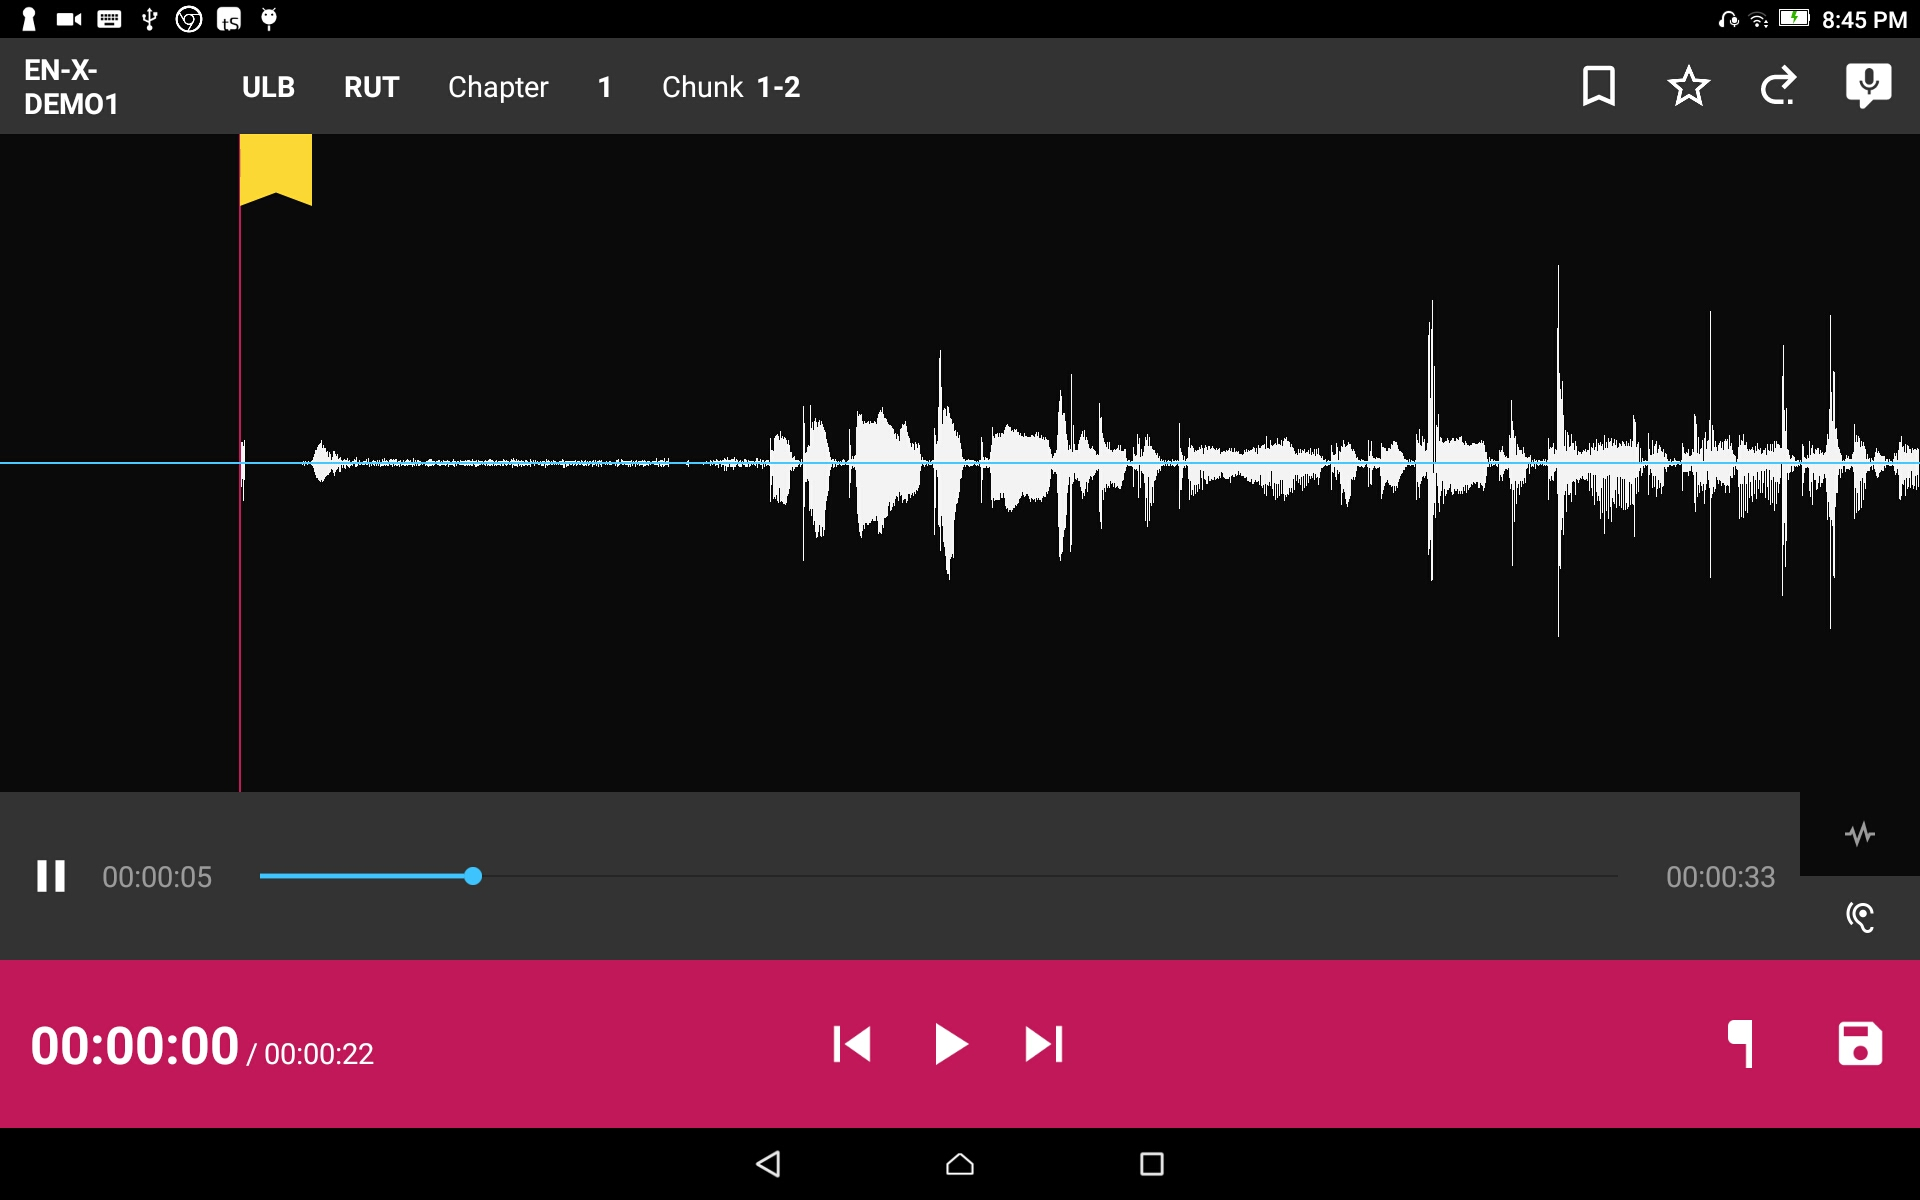 tS 8:45 PM
EN-X-
DEMO1
ULB RUT Chapter 1 Chunk 1-2
00:00:05 00:00:33
00:00:00 / 00:00:22